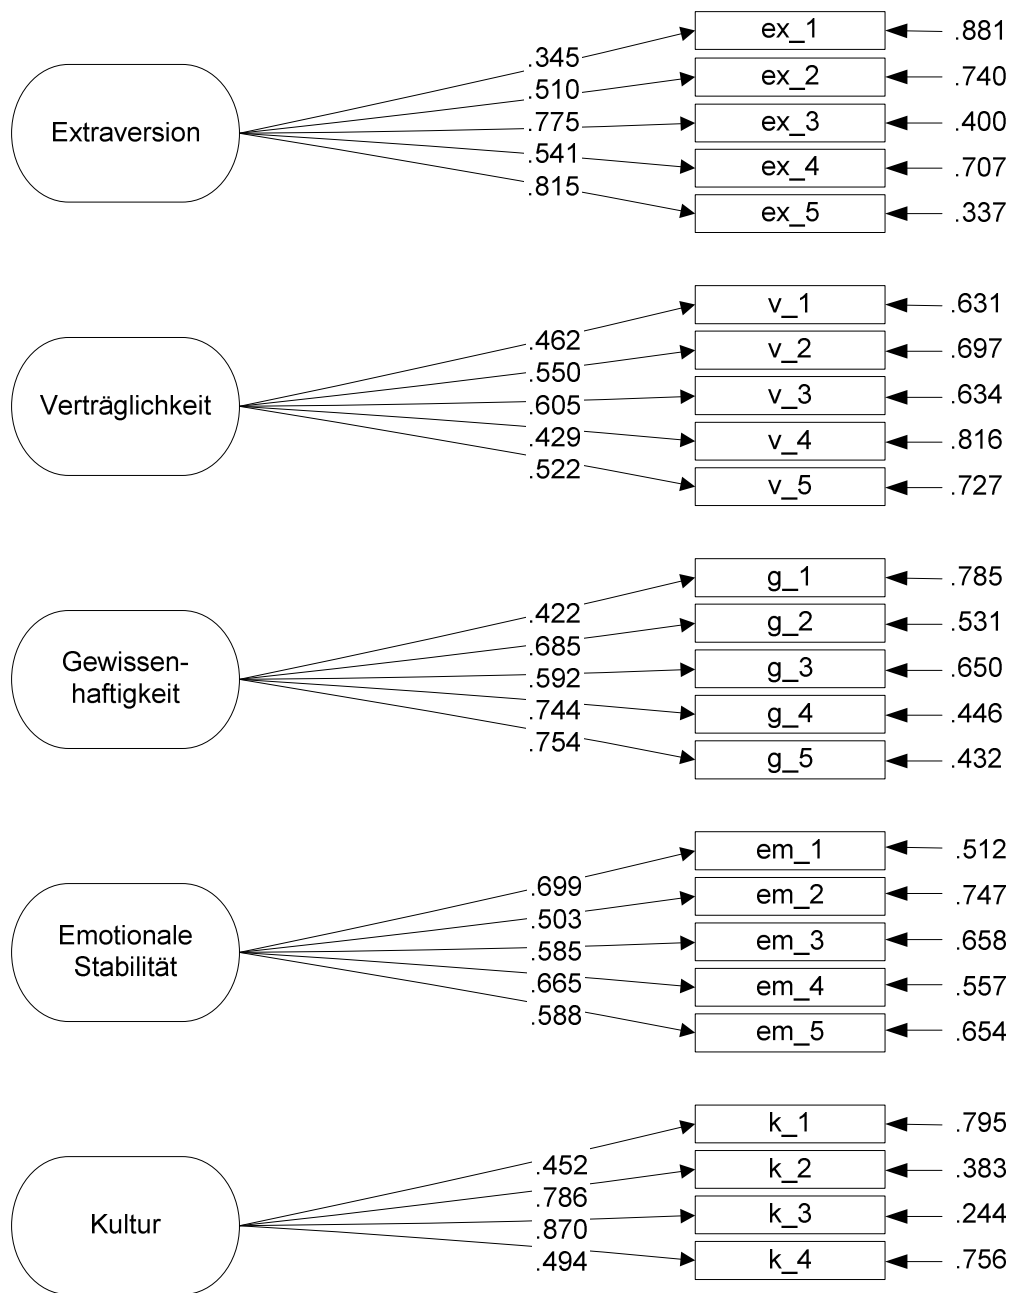 Extraversion
.345
.510
.775
.541
.815
ex_1
.881
ex_2
.740
ex_3
.400
ex_4
.707
ex_5
.337
Verträglichkeit
.462
.550
.605
.429
.522
v_1
.631
v_2
.697
v_3
.634
v_4
.816
v_5
.727
Gewissen-
haftigkeit
.422
.685
.592
.744
.754
g_1
.785
g_2
.531
g_3
.650
g_4
.446
g_5
.432
Emotionale
Stabilität
.699
.503
.585
.665
.588
em_1
.512
em_2
.747
em_3
.658
em_4
.557
em_5
.654
Kultur
.452
.786
.870
.494
k_1
.795
k_2
.383
k_3
.244
k_4
.756